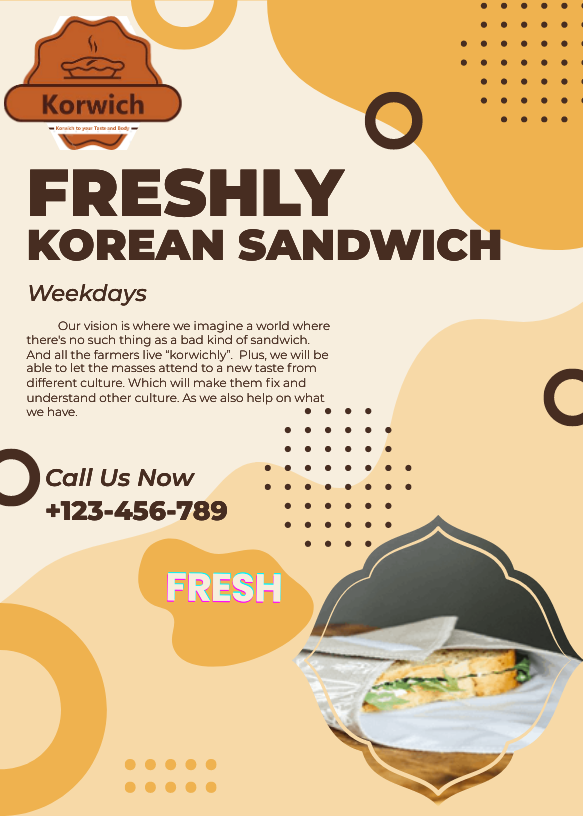 Korwich
Korwich to your Taste and Body
FRESHLY
KOREAN SANDWICH
Weekdays
Our vision is where we imagine a world where
there's no such thing as a bad kind of sandwich.
And all the farmers live “korwichly”.  Plus, we will be
able to let the masses attend to a new taste from
different culture. Which will make them fix and
understand other culture. As we also help on what
we have.
Call Us Now
+123-456-789
FRESH